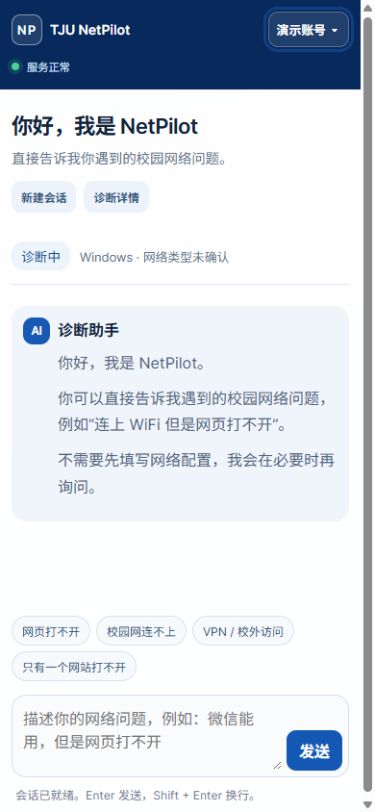 NP TJU NetPilot 演示账号
服务正常
你好，我是 NetPilot
直接告诉我你遇到的校园网络问题。
新建会话 诊断详情
诊断中 Windows · 网络类型未确认
AI 诊断助手
你好，我是 NetPilot。
你可以直接告诉我遇到的校园网络问题，
例如“连上 WiFi 但是网页打不开”。
不需要先填写网络配置，我会在必要时再
询问。
网页打不开 校园网连不上 VPN / 校外访问
只有一个网站打不开
描述你的网络问题，例如：微信能
用，但是网页打不开
发送
会话已就绪。Enter 发送，Shift + Enter 换行。